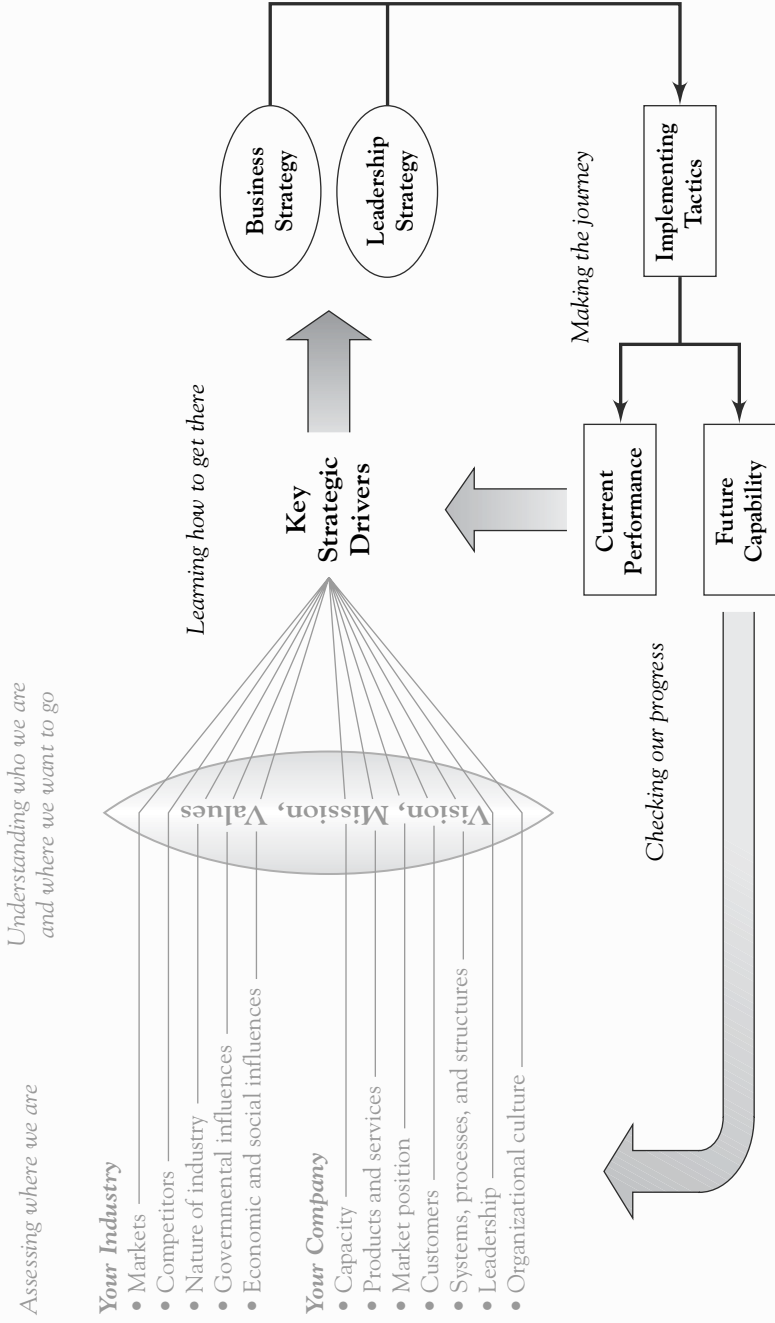 Assessing where we are
Understanding who we are
and where we want to go
Your Industry
• Markets
• Competitors
• Nature of industry
• Governmental influences
• Economic and social influences
Your Company
• Capacity
• Products and services
• Market position
• Customers
• Systems, processes, and structures
• Leadership
• Organizational culture
Vision, Mission, Values
Learning how to get there
Key
Strategic
Drivers
Business
Strategy
Leadership
Strategy
Making the journey
Implementing
Tactics
Current
Performance
Future
Capability
Checking our progress